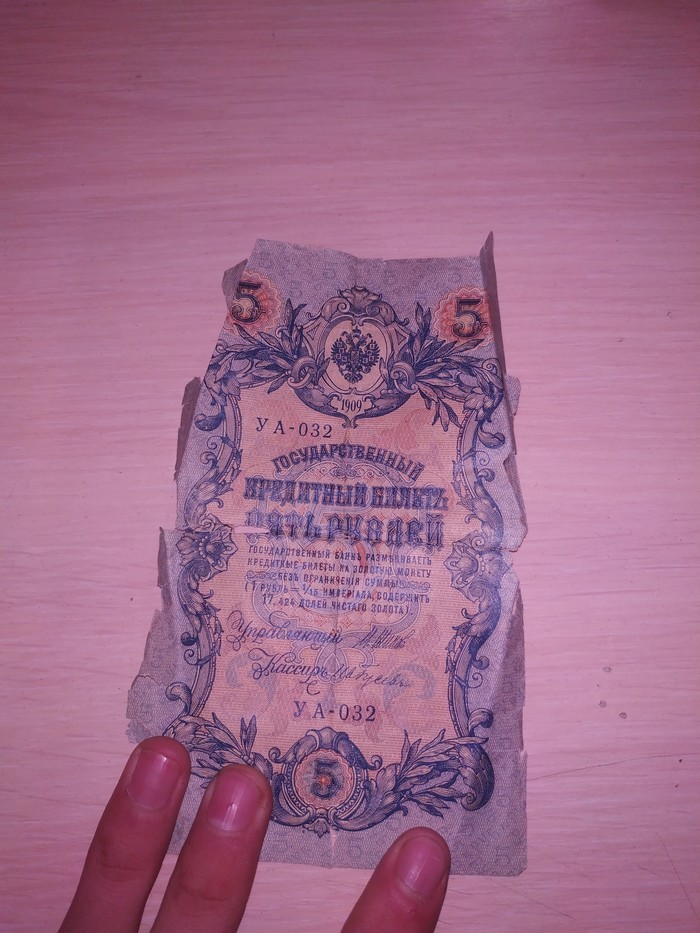 5 5
1909
УА-032
ГОСУДАРСТВЕННЫЙ
КРЕДИТНЫЙ БИЛЕТЪ
ПЯТЬ РУБЛЕЙ
ГОСУДАРСТВЕННЫЙ БАНКЪ РАЗМѢНИВАЕТЪ
КРЕДИТНЫЕ БИЛЕТЫ НА ЗОЛОТУЮ МОНЕТУ
БЕЗЪ ОГРАНИЧЕНІЯ СУММЫ
(1 РУБЛЬ = 1/15 ИМПЕРІАЛА, СОДЕРЖИТЪ
17,424 ДОЛЕЙ ЧИСТАГО ЗОЛОТА)
Управляющій
Кассиръ
УА-032
5